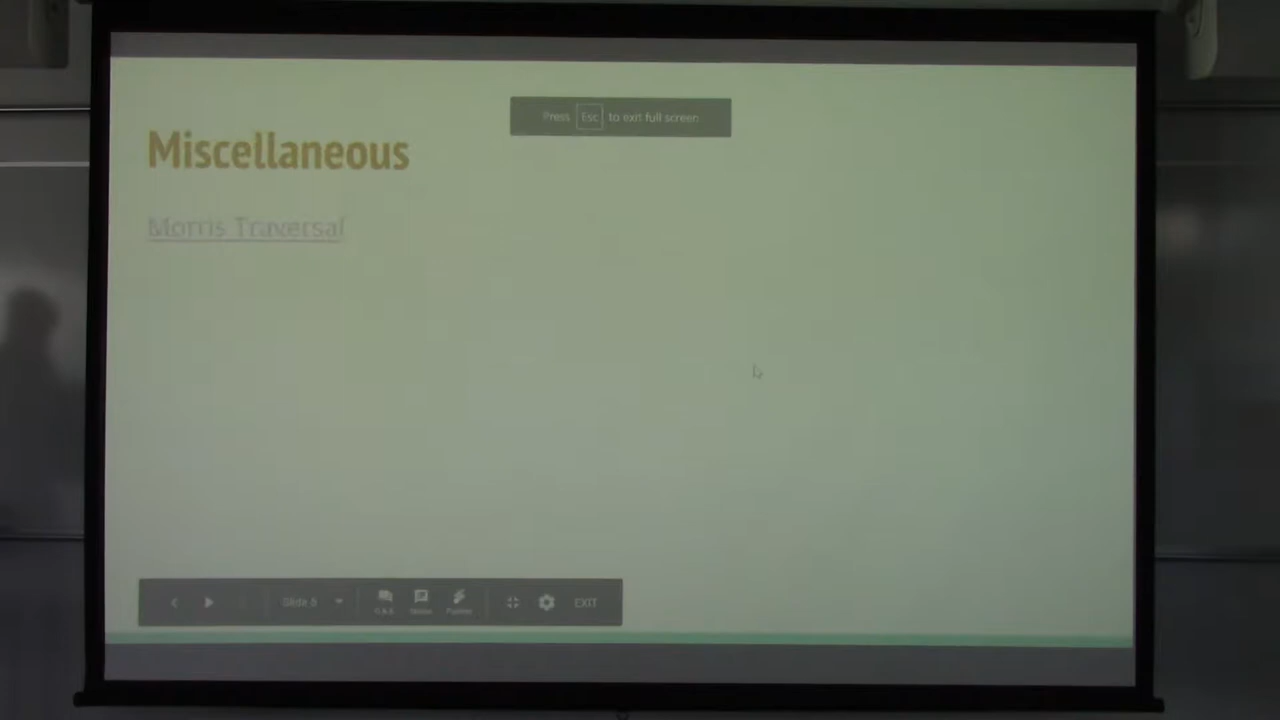 Press Esc to exit full screen
Miscellaneous
Morris Traversal
Slide 5
Q & A
Notes
Pointer
EXIT